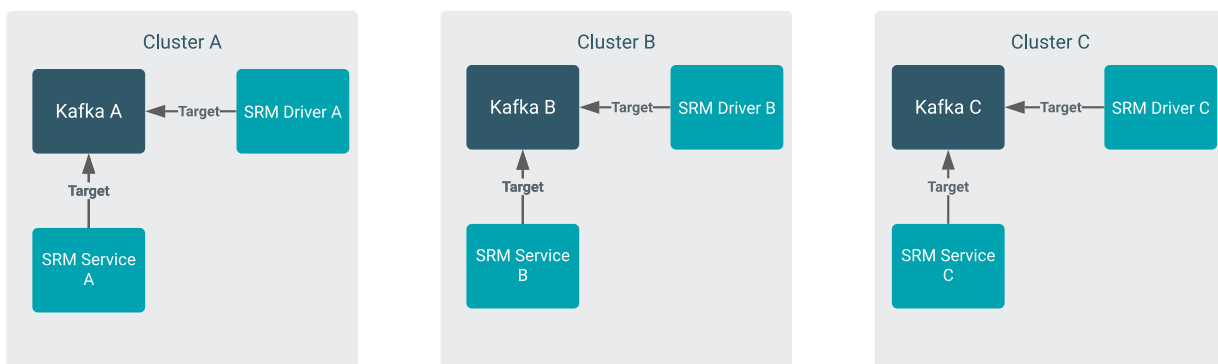 Cluster A
Kafka A
Target
SRM Driver A
Target
SRM Service
A
Cluster B
Kafka B
Target
SRM Driver B
Target
SRM Service
B
Cluster C
Kafka C
Target
SRM Driver C
Target
SRM Service
C